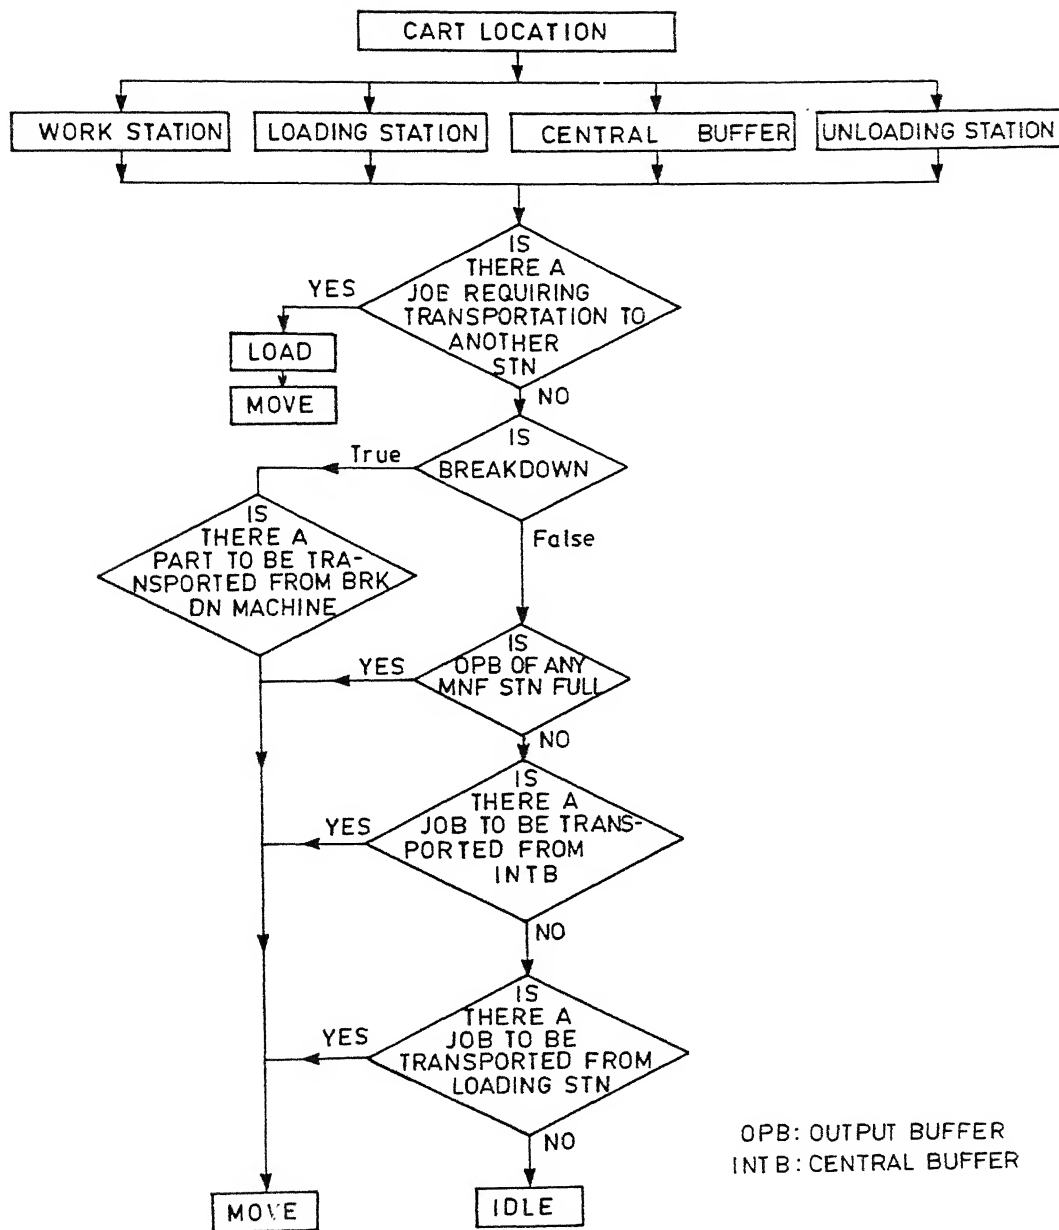 CART LOCATION
WORK STATION
LOADING STATION
CENTRAL BUFFER
UNLOADING STATION
IS
THERE A
JOB REQUIRING
TRANSPORTATION TO
ANOTHER
STN
YES
LOAD
MOVE
NO
IS
BREAKDOWN
True
False
IS
THERE A
PART TO BE TRA-
NSPORTED FROM BRK
DN MACHINE
IS
OPB OF ANY
MNF STN FULL
YES
NO
IS
THERE A
JOB TO BE TRANS-
PORTED FROM
INTB
YES
NO
IS
THERE A
JOB TO BE
TRANSPORTED FROM
LOADING STN
YES
NO
MOVE
IDLE
OPB: OUTPUT BUFFER
INTB: CENTRAL BUFFER